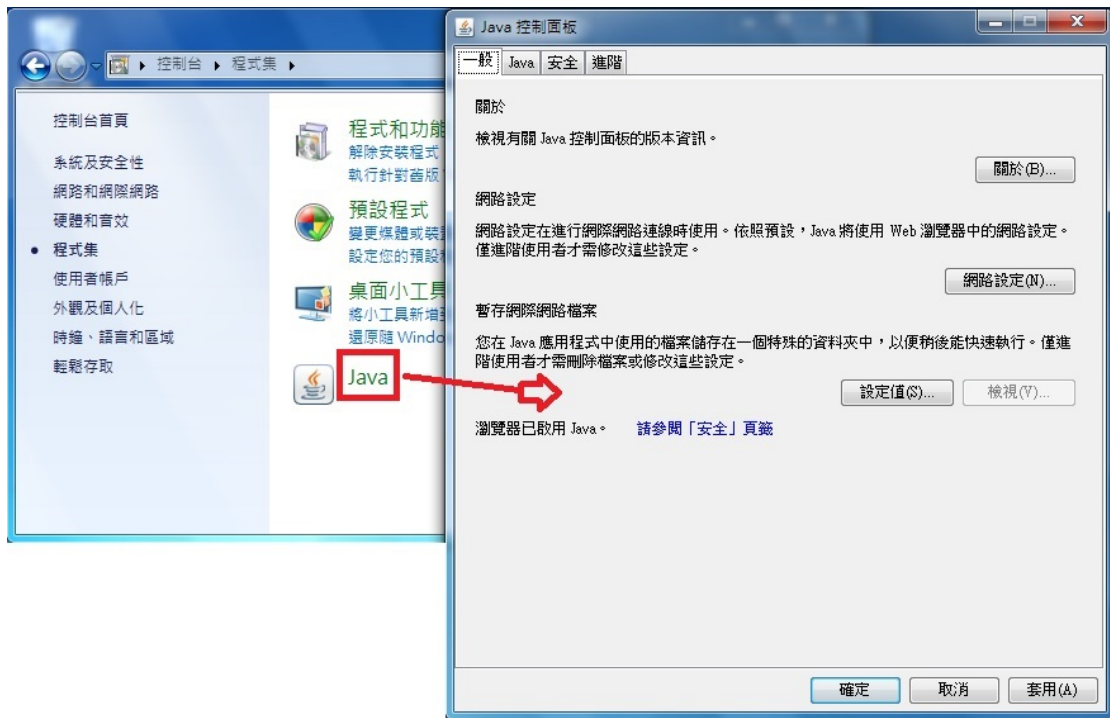 控制台 ▸ 程式集 ▸
控制台首頁
系統及安全性
網路和網際網路
硬體和音效
程式集
使用者帳戶
外觀及個人化
時鐘、語言和區域
輕鬆存取
程式和功能
解除安裝程式
執行針對舊版
預設程式
變更媒體或裝
設定您的預設
桌面小工具
將小工具新增
還原隨 Windo
Java
Java 控制面板
一般 Java 安全 進階
關於
檢視有關 Java 控制面板的版本資訊。
關於(B)...
網路設定
網路設定在進行網際網路連線時使用。依照預設，Java 將使用 Web 瀏覽器中的網路設定。
僅進階使用者才需修改這些設定。
網路設定(N)...
暫存網際網路檔案
您在 Java 應用程式中使用的檔案儲存在一個特殊的資料夾中，以便稍後能快速執行。僅進
階使用者才需刪除檔案或修改這些設定。
設定值(S)... 檢視(V)...
瀏覽器已啟用 Java。 請參閱「安全」頁籤
確定 取消 套用(A)